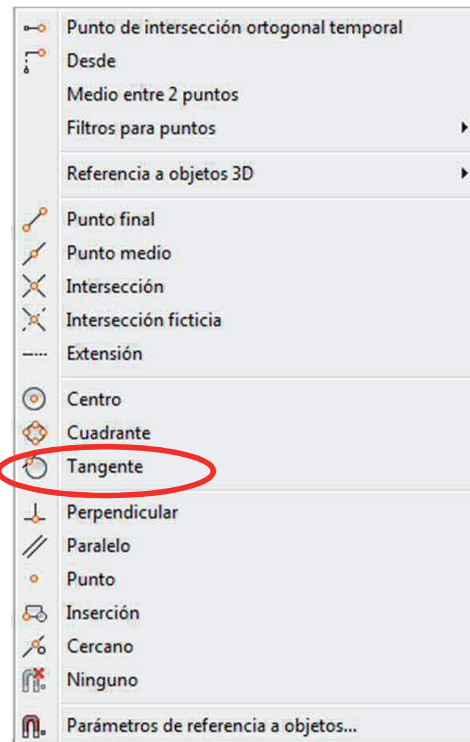 Punto de intersección ortogonal temporal
Desde
Medio entre 2 puntos
Filtros para puntos
Referencia a objetos 3D
Punto final
Punto medio
Intersección
Intersección ficticia
Extensión
Centro
Cuadrante
Tangente
Perpendicular
Paralelo
Punto
Inserción
Cercano
Ninguno
Parámetros de referencia a objetos...